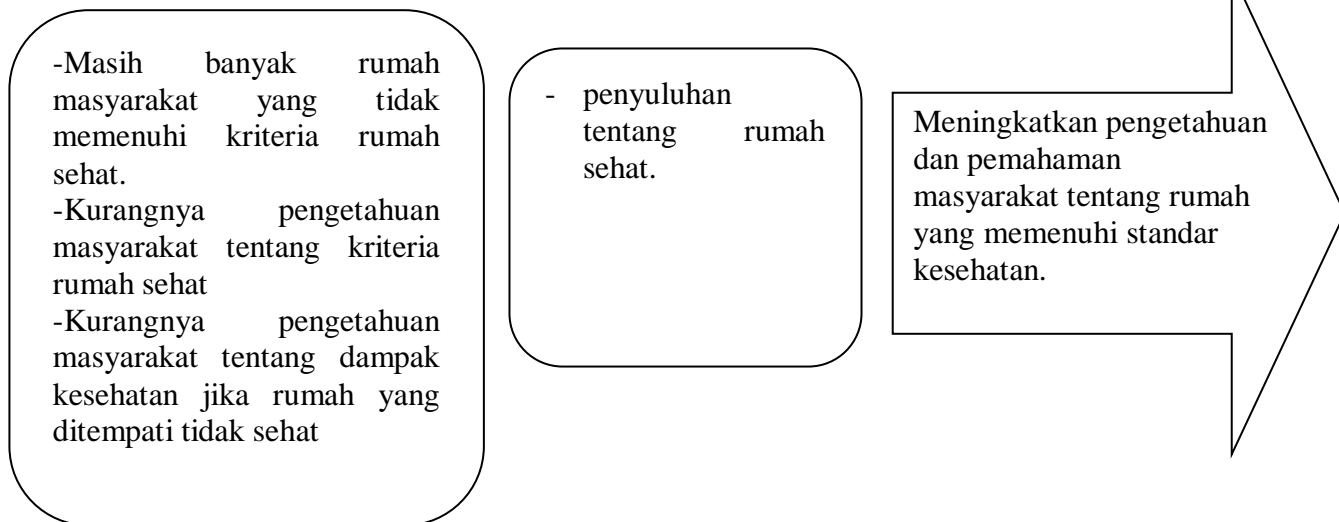 -Masih banyak rumah
masyarakat yang tidak
memenuhi kriteria rumah
sehat.
-Kurangnya pengetahuan
masyarakat tentang kriteria
rumah sehat
-Kurangnya pengetahuan
masyarakat tentang dampak
kesehatan jika rumah yang
ditempati tidak sehat
- penyuluhan
tentang rumah
sehat.
Meningkatkan pengetahuan
dan pemahaman
masyarakat tentang rumah
yang memenuhi standar
kesehatan.